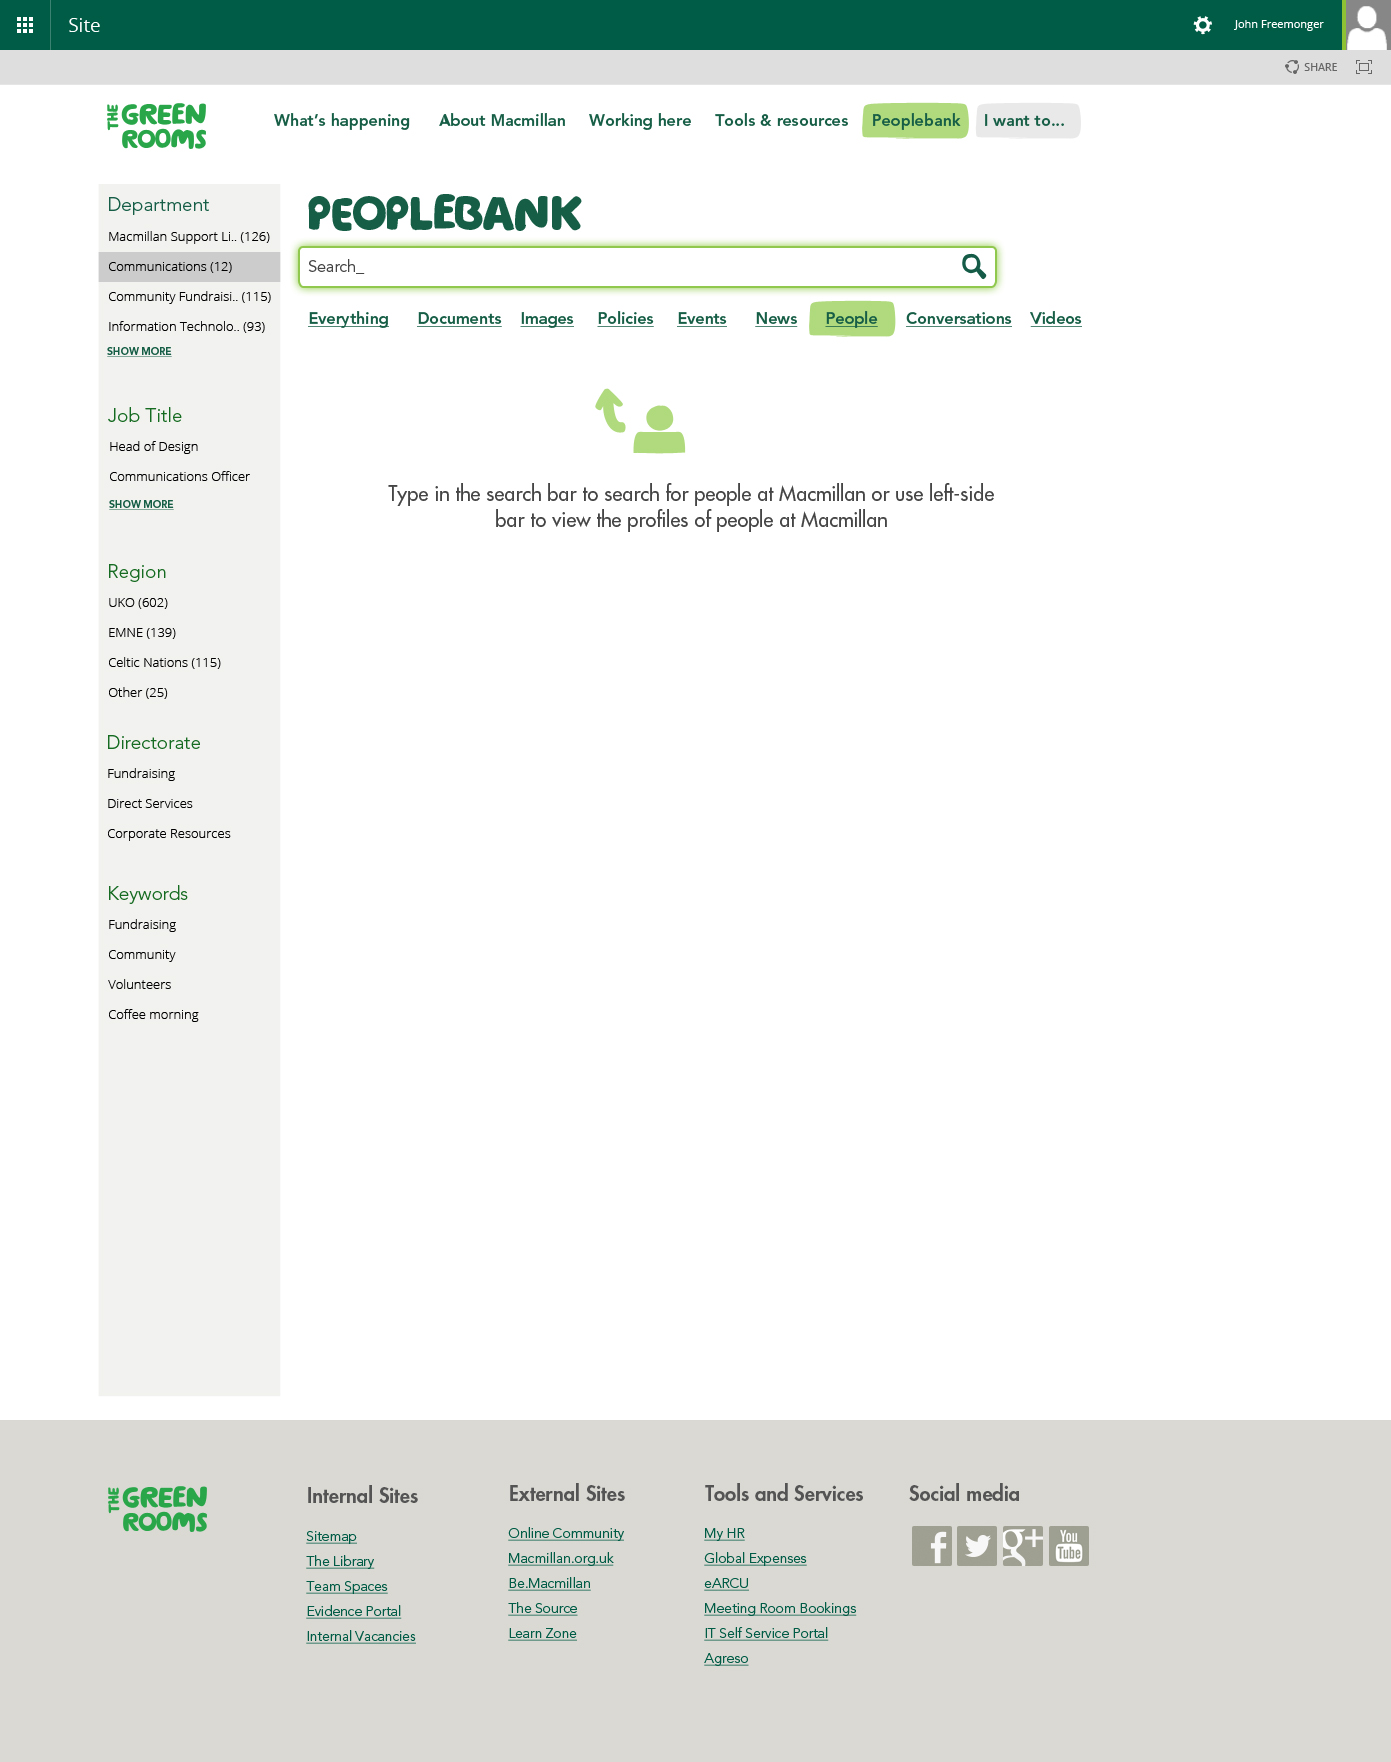 Site
John Freemonger
SHARE
THE GREEN ROOMS
What's happening About Macmillan Working here Tools & resources Peoplebank I want to...
Department
Macmillan Support Li.. (126)
Communications (12)
Community Fundraisi.. (115)
Information Technolo.. (93)
SHOW MORE
Job Title
Head of Design
Communications Officer
SHOW MORE
Region
UKO (602)
EMNE (139)
Celtic Nations (115)
Other (25)
Directorate
Fundraising
Direct Services
Corporate Resources
Keywords
Fundraising
Community
Volunteers
Coffee morning
PEOPLEBANK
Search_
Everything Documents Images Policies Events News People Conversations Videos
Type in the search bar to search for people at Macmillan or use left-side
bar to view the profiles of people at Macmillan
THE GREEN ROOMS
Internal Sites
Sitemap
The Library
Team Spaces
Evidence Portal
Internal Vacancies
External Sites
Online Community
Macmillan.org.uk
Be.Macmillan
The Source
Learn Zone
Tools and Services
My HR
Global Expenses
eARCU
Meeting Room Bookings
IT Self Service Portal
Agreso
Social media
f
g+
You Tube